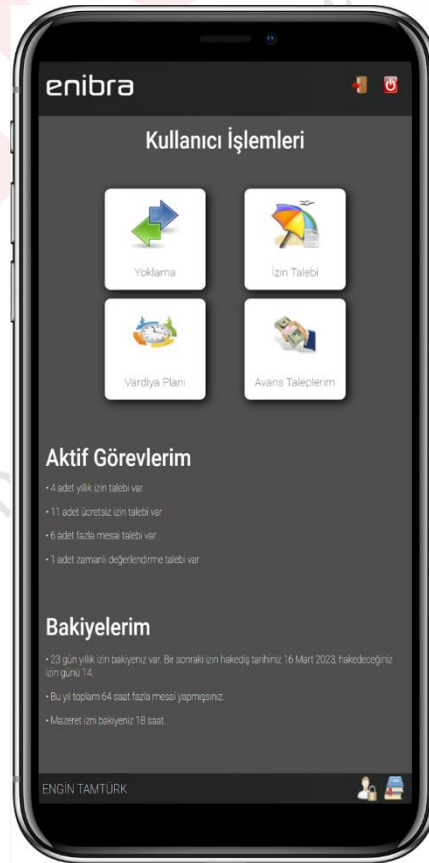 enibra
Kullanıcı İşlemleri
Yoklama
İzin Talebi
Vardiya Planı
Avans Taleplerim
Aktif Görevlerim
• 4 adet yıllık izin talebi var
• 11 adet ücretsiz izin talebi var
• 6 adet fazla mesai talebi var
• 1 adet zamanlı değerlendirme talebi var
Bakiyelerim
• 23 gün yıllık izin bakiyeniz var. Bir sonraki izin hakediş tarihiniz 16 Mart 2023, hakedeceğiniz
izin günü 14.
• Bu yıl toplam 64 saat fazla mesai yapmışsınız.
• Mazeret izni bakiyeniz 18 saat.
ENGİN TAMTÜRK